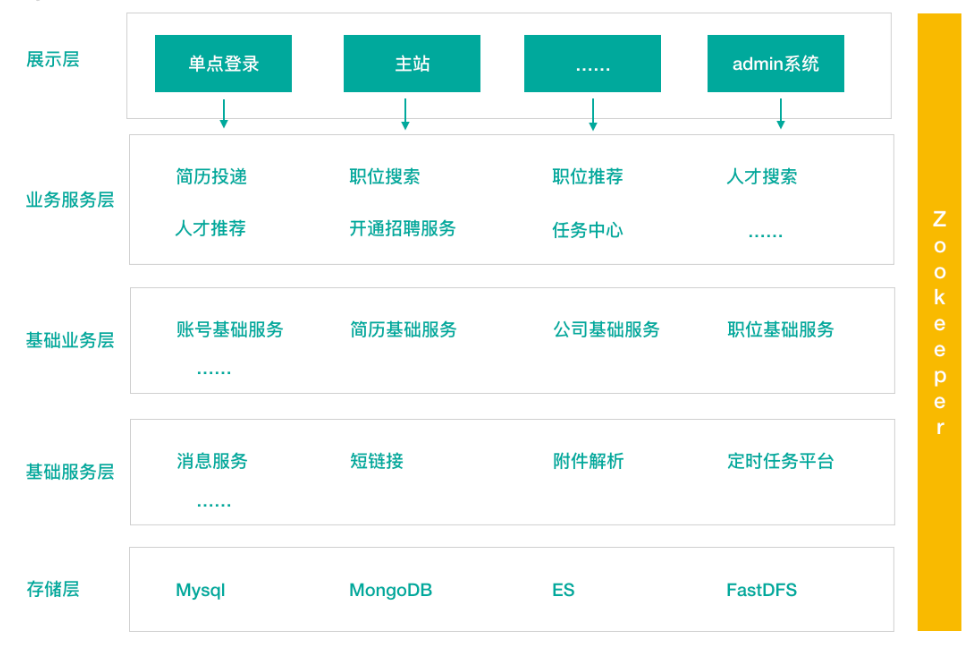 展示层
单点登录
主站
......
admin系统
业务服务层
简历投递
职位搜索
职位推荐
人才搜索
人才推荐
开通招聘服务
任务中心
......
基础业务层
账号基础服务
简历基础服务
公司基础服务
职位基础服务
......
基础服务层
消息服务
短链接
附件解析
定时任务平台
......
存储层
Mysql
MongoDB
ES
FastDFS
Zookeeper